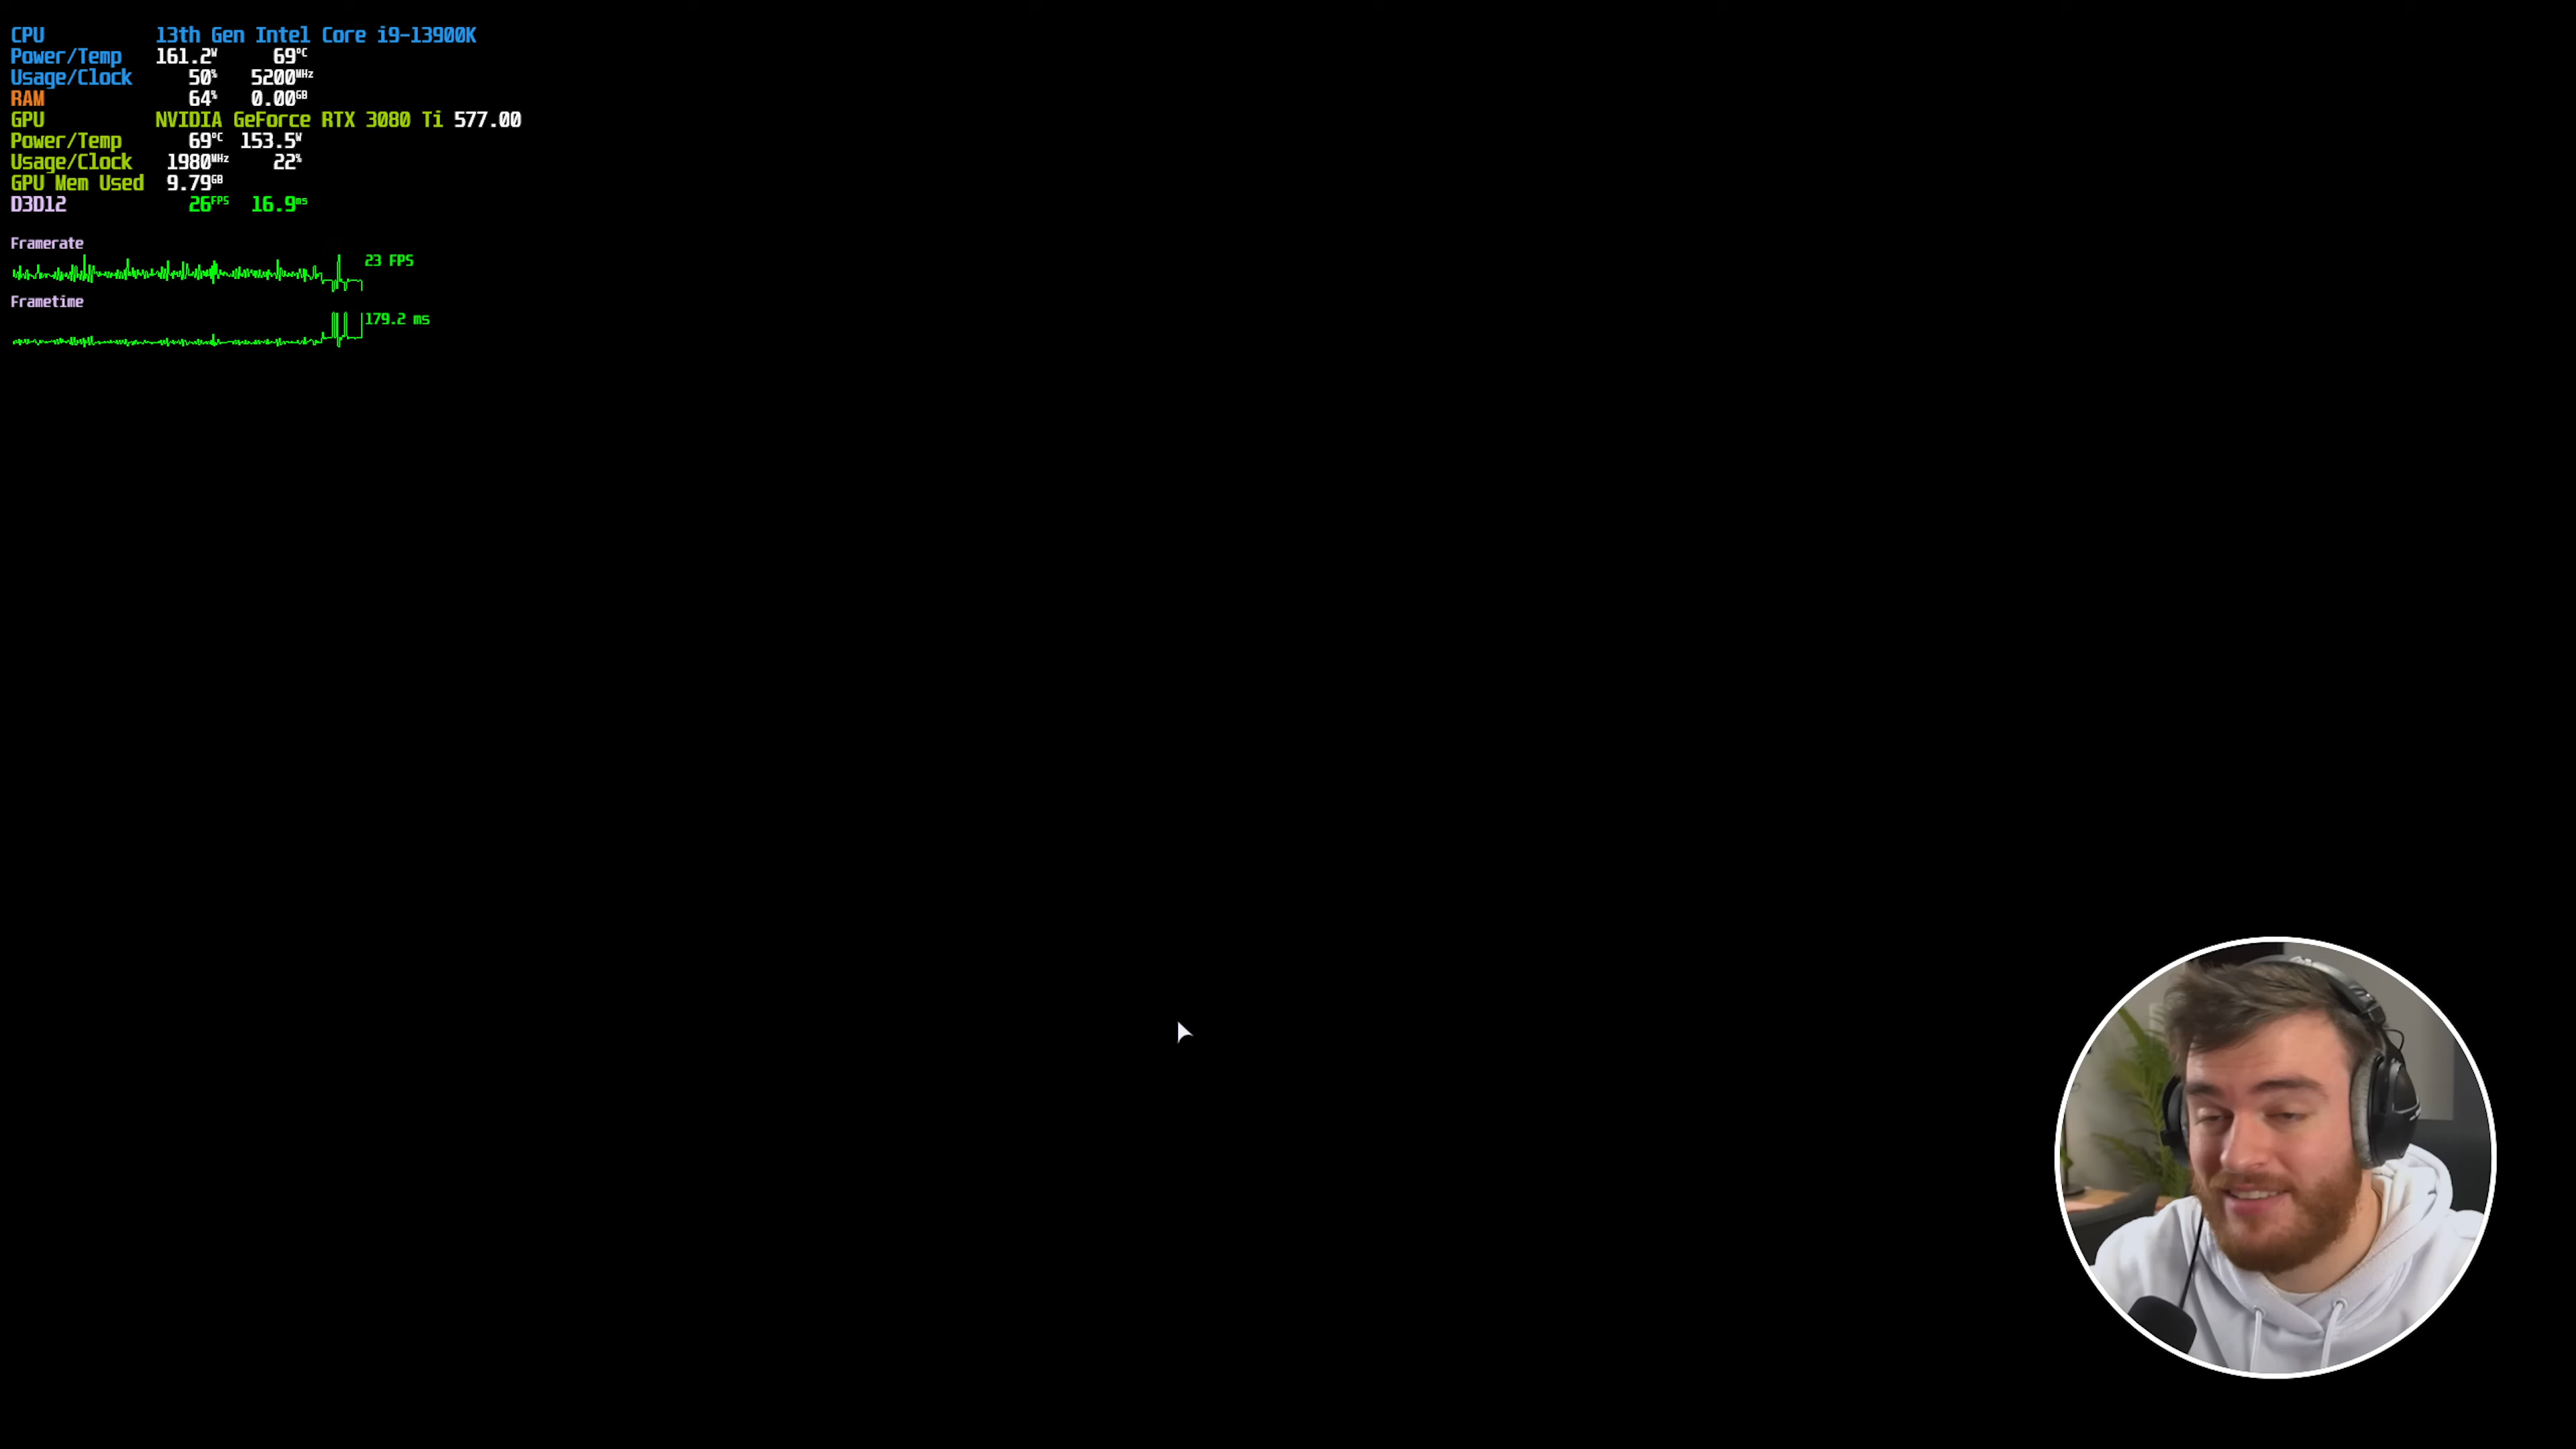 CPU 13th Gen Intel Core i9-13900K
Power/Temp 161.2W 69°C
Usage/Clock 50% 5200MHz
RAM 64% 0.00GB
GPU NVIDIA GeForce RTX 3080 Ti 577.00
Power/Temp 69°C 153.5W
Usage/Clock 1980MHz 22%
GPU Mem Used 9.79GB
D3D12 26FPS 16.9ms
Framerate
23 FPS
Frametime
179.2 ms